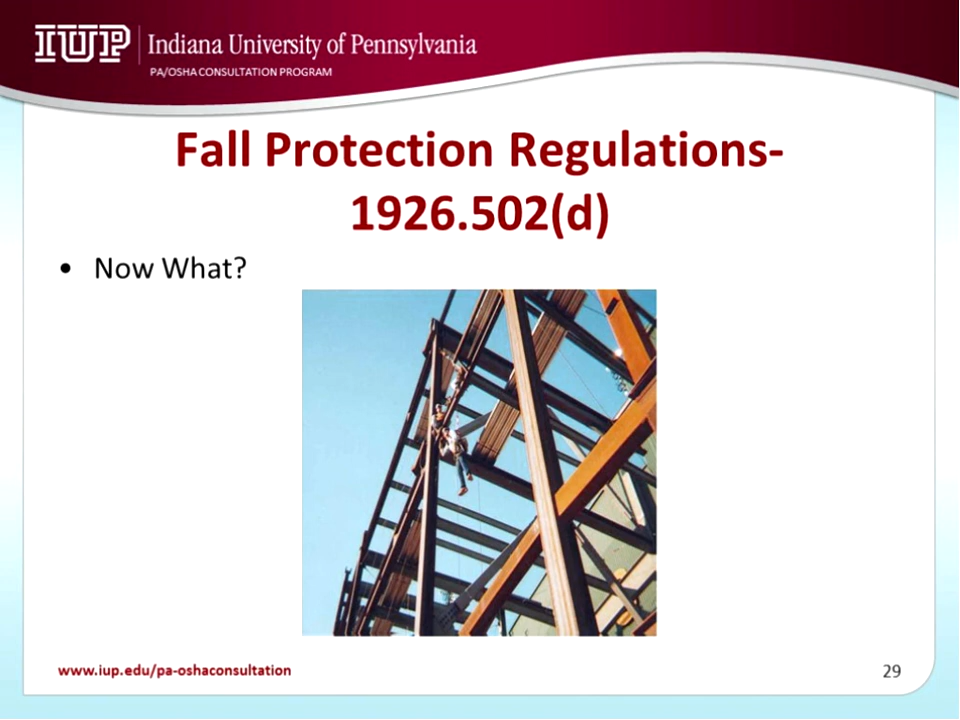 IUP
Indiana University of Pennsylvania
PA/OSHA CONSULTATION PROGRAM
Fall Protection Regulations-
1926.502(d)
• Now What?
www.iup.edu/pa-oshaconsultation
29